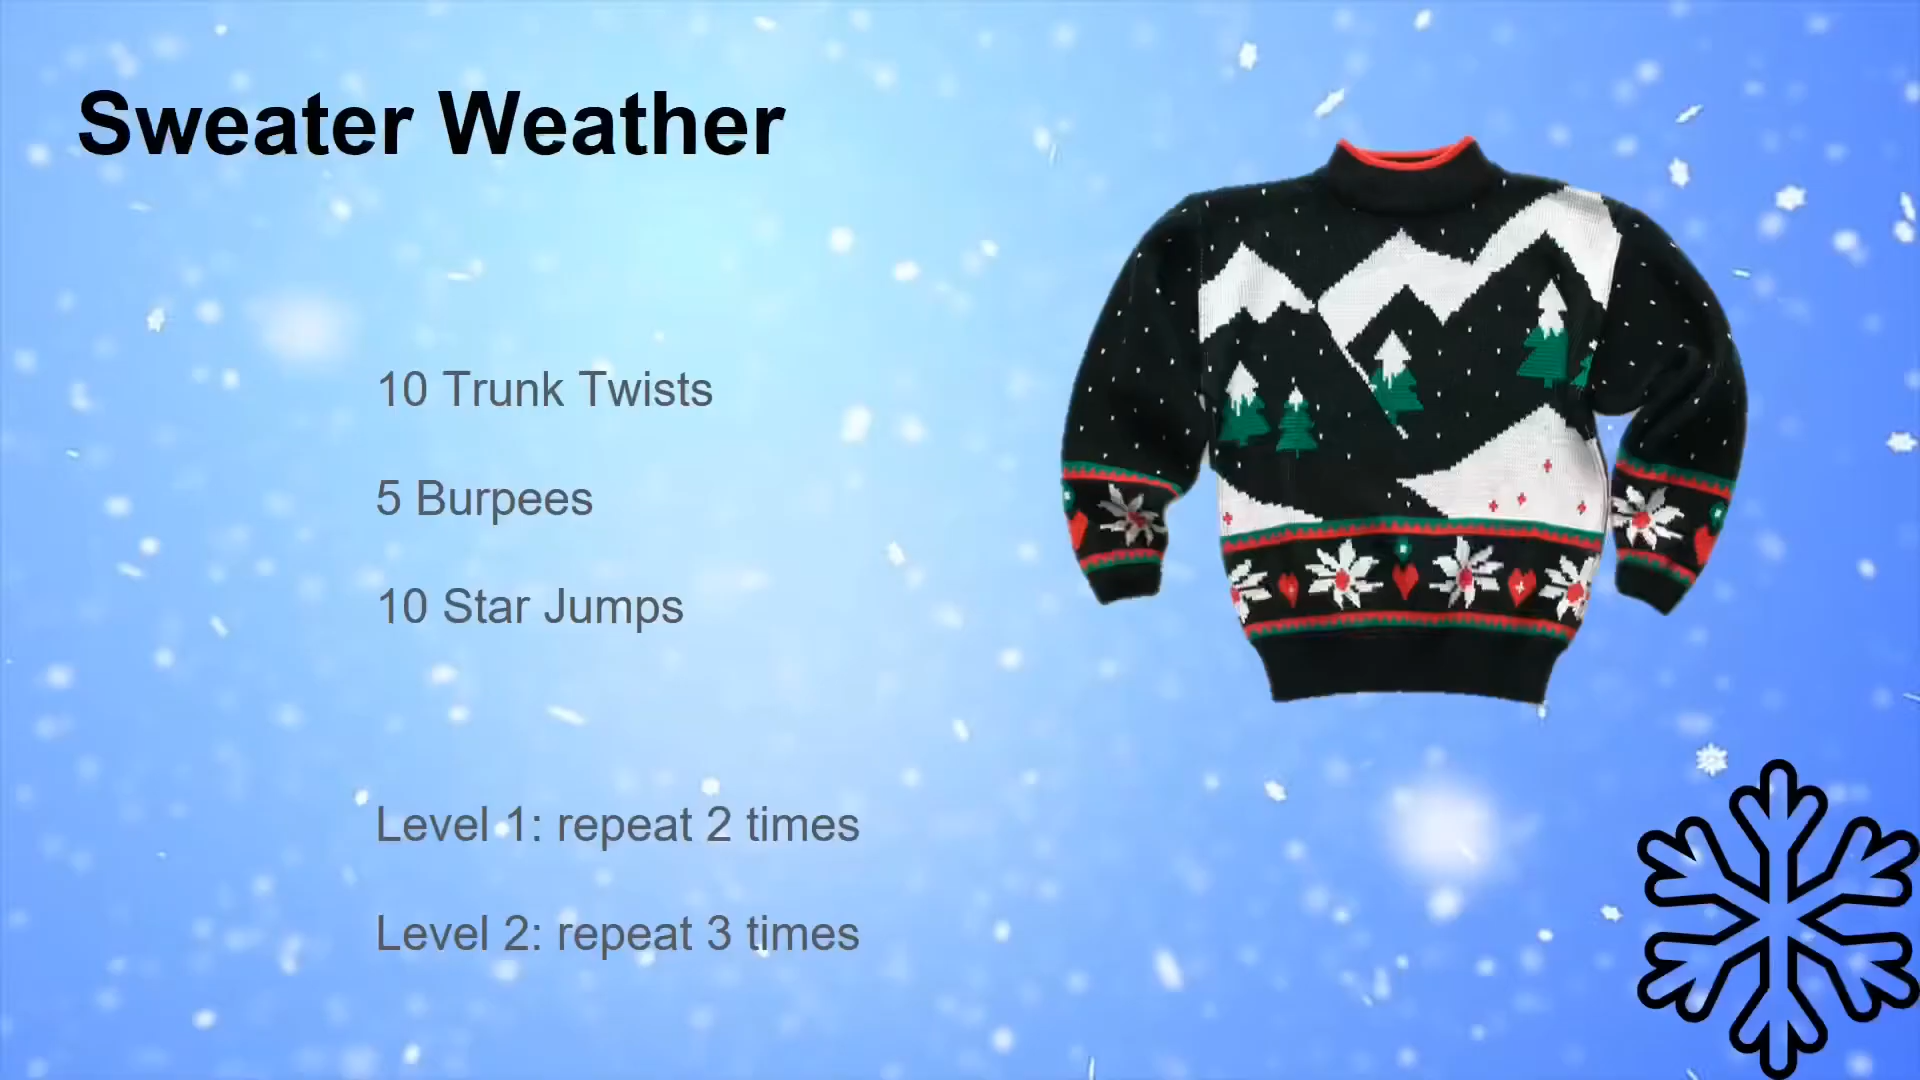 Sweater Weather
10 Trunk Twists
5 Burpees
10 Star Jumps
Level 1: repeat 2 times
Level 2: repeat 3 times